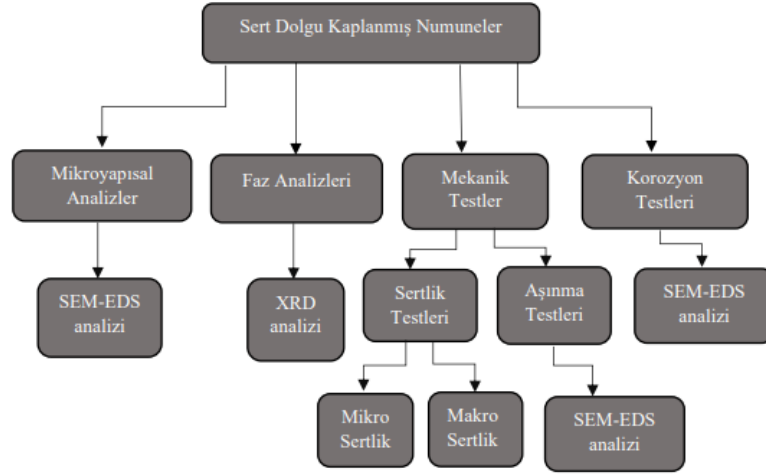 Sert Dolgu Kaplanmış Numuneler
Mikroyapısal
Analizler
Faz Analizleri
Mekanik
Testler
Korozyon
Testleri
SEM-EDS
analizi
XRD
analizi
Sertlik
Testleri
Aşınma
Testleri
SEM-EDS
analizi
Mikro
Sertlik
Makro
Sertlik
SEM-EDS
analizi